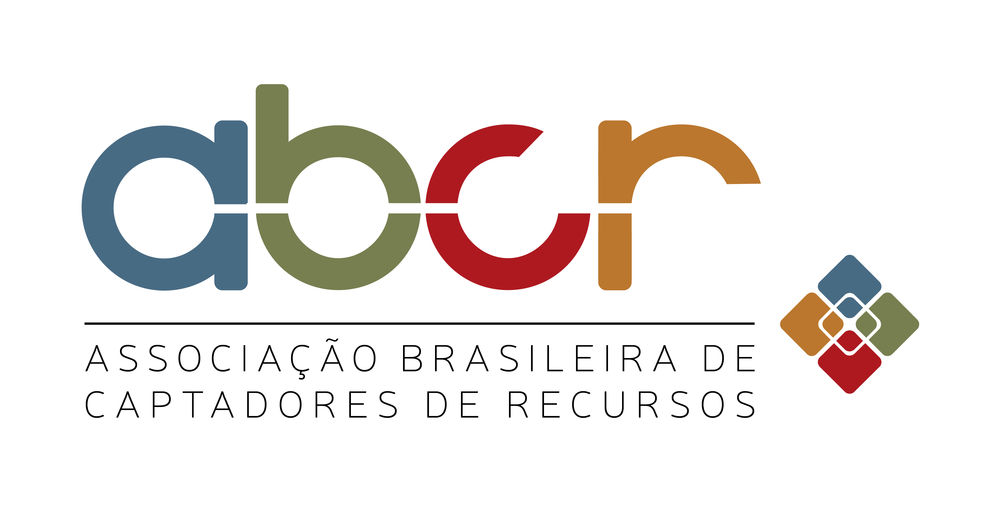 abcr
ASSOCIAÇÃO BRASILEIRA DE
CAPTADORES DE RECURSOS